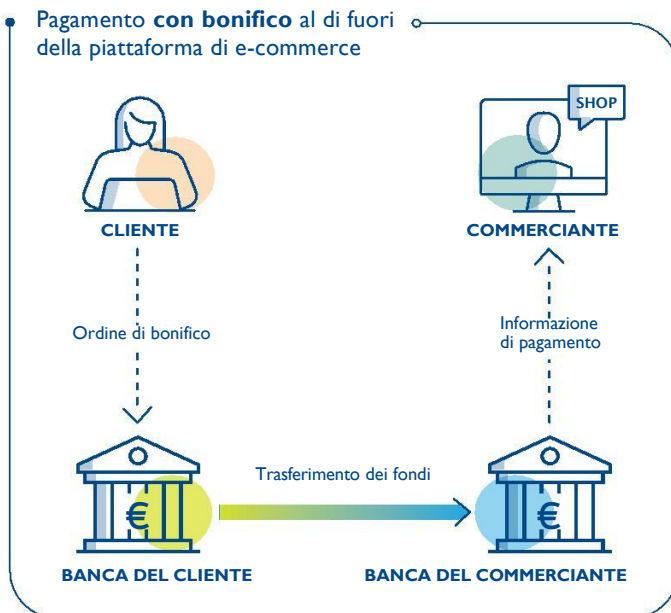 Pagamento con bonifico al di fuori
della piattaforma di e-commerce
SHOP
CLIENTE
COMMERCIANTE
Ordine di bonifico
Informazione
di pagamento
Trasferimento dei fondi
€
€
BANCA DEL CLIENTE
BANCA DEL COMMERCIANTE